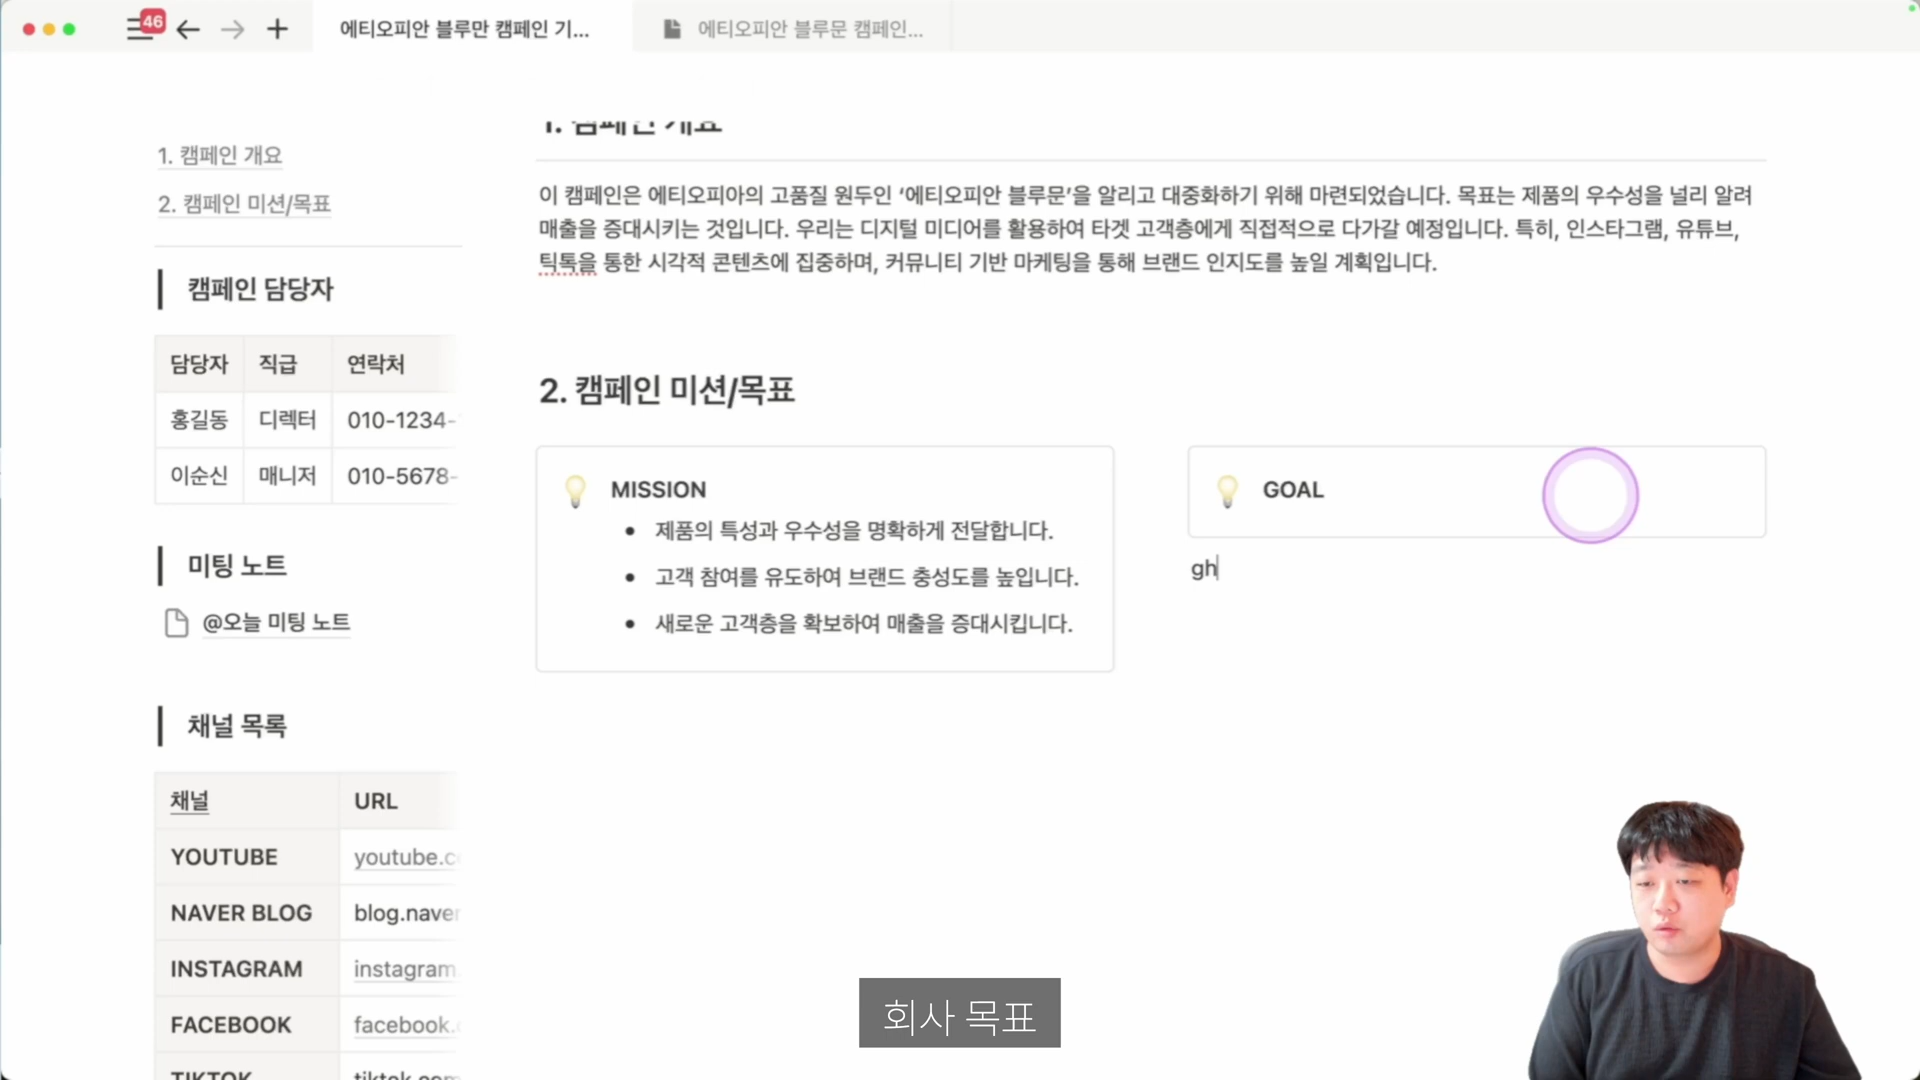 46
에티오피안 블루만 캠페인 기...
에티오피안 블루문 캠페인...
1. 캠페인 개요
2. 캠페인 미션/목표
캠페인 담당자
담당자 직급 연락처
홍길동 디렉터 010-1234-
이순신 매니저 010-5678-
미팅 노트
@오늘 미팅 노트
채널 목록
채널 URL
YOUTUBE youtube.c
NAVER BLOG blog.naver
INSTAGRAM instagram.
FACEBOOK facebook.
TIKTOK tiktok.com
1. 캠페인 개요
이 캠페인은 에티오피아의 고품질 원두인 ‘에티오피안 블루문’을 알리고 대중화하기 위해 마련되었습니다. 목표는 제품의 우수성을 널리 알려
매출을 증대시키는 것입니다. 우리는 디지털 미디어를 활용하여 타겟 고객층에게 직접적으로 다가갈 예정입니다. 특히, 인스타그램, 유튜브,
틱톡을 통한 시각적 콘텐츠에 집중하며, 커뮤니티 기반 마케팅을 통해 브랜드 인지도를 높일 계획입니다.
2. 캠페인 미션/목표
MISSION
• 제품의 특성과 우수성을 명확하게 전달합니다.
• 고객 참여를 유도하여 브랜드 충성도를 높입니다.
• 새로운 고객층을 확보하여 매출을 증대시킵니다.
GOAL
gh
회사 목표